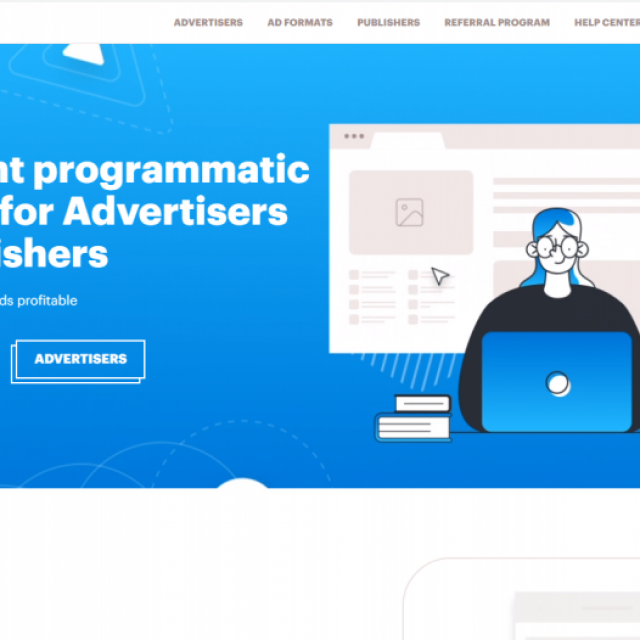 ADVERTISERS AD FORMATS PUBLISHERS REFERRAL PROGRAM HELP CENTER
nt programmatic
for Advertisers
ishers
ds profitable
ADVERTISERS